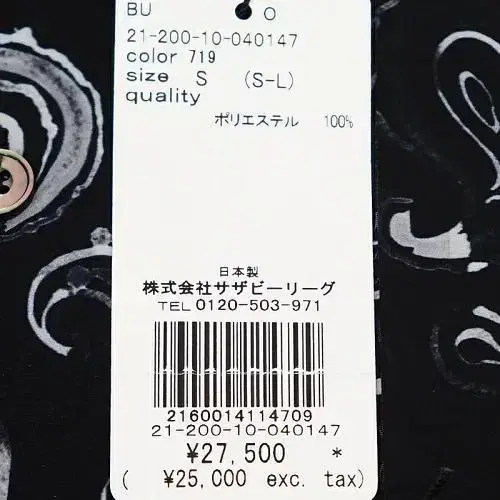 BU O
21-200-10-040147
color 719
size S (S-L)
quality
ポリエステル 100%
日本製
株式会社サザビーリーグ
TEL 0120-503-971
2160014114709
21-200-10-040147
¥27,500 *
( ¥25,000 exc. tax)